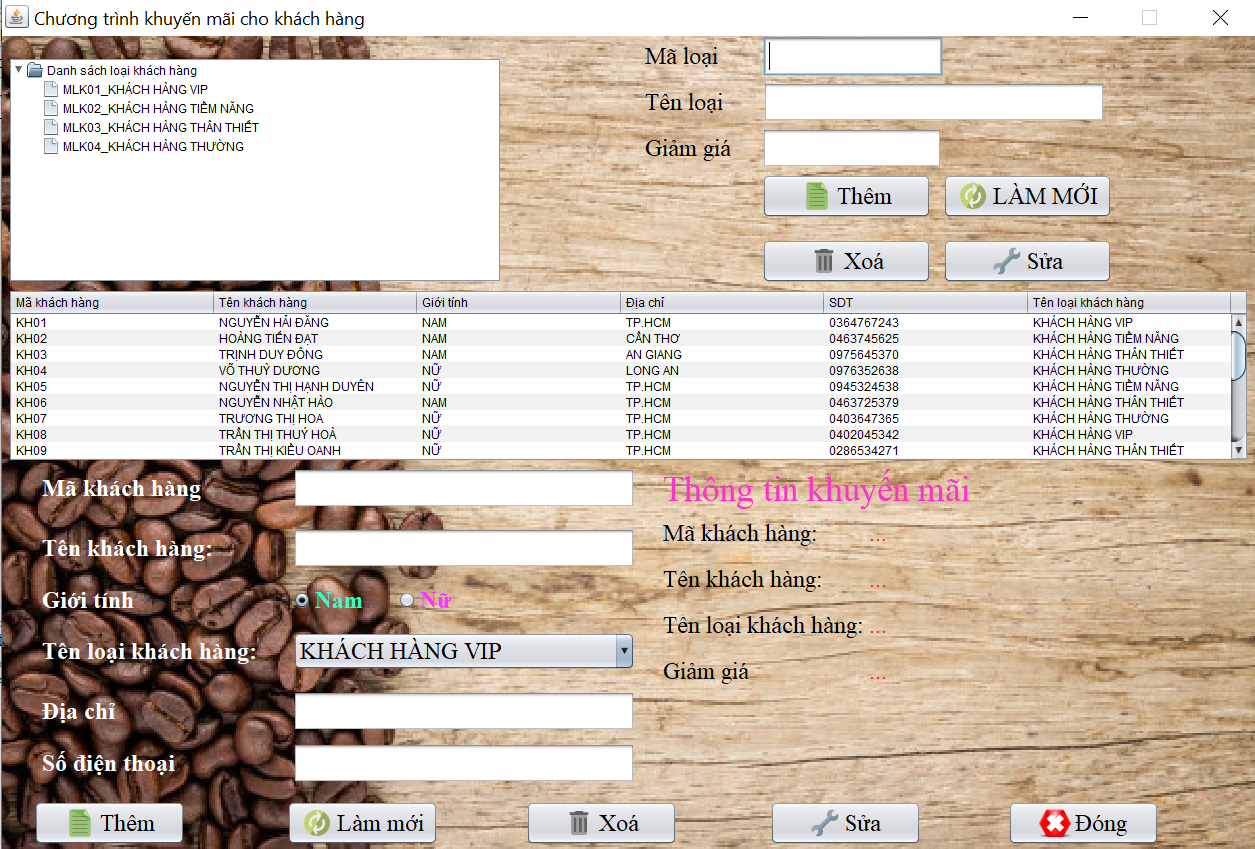 Chương trình khuyến mãi cho khách hàng
Danh sách loại khách hàng
MLK01_KHÁCH HÀNG VIP
MLK02_KHÁCH HÀNG TIỀM NĂNG
MLK03_KHÁCH HÀNG THÂN THIẾT
MLK04_KHÁCH HÀNG THƯỜNG
Mã loại
Tên loại
Giảm giá
Thêm LÀM MỚI
Xoá Sửa
Mã khách hàng Tên khách hàng Giới tính Địa chỉ SDT Tên loại khách hàng
KH01 NGUYỄN HẢI ĐĂNG NAM TP.HCM 0364767243 KHÁCH HÀNG VIP
KH02 HOÀNG TIẾN ĐẠT NAM CẦN THƠ 0463745625 KHÁCH HÀNG TIỀM NĂNG
KH03 TRỊNH DUY ĐÔNG NAM AN GIANG 0975645370 KHÁCH HÀNG THÂN THIẾT
KH04 VÕ THUỲ DƯƠNG NỮ LONG AN 0976352638 KHÁCH HÀNG THƯỜNG
KH05 NGUYỄN THỊ HẠNH DUYÊN NỮ TP.HCM 0945324538 KHÁCH HÀNG TIỀM NĂNG
KH06 NGUYỄN NHẬT HÀO NAM TP.HCM 0463725379 KHÁCH HÀNG THÂN THIẾT
KH07 TRƯƠNG THỊ HOA NỮ TP.HCM 0403647365 KHÁCH HÀNG THƯỜNG
KH08 TRẦN THỊ THUÝ HOÀ NỮ TP.HCM 0402045342 KHÁCH HÀNG VIP
KH09 TRẦN THỊ KIỀU OANH NỮ TP.HCM 0286534271 KHÁCH HÀNG THÂN THIẾT
Mã khách hàng
Tên khách hàng:
Giới tính Nam Nữ
Tên loại khách hàng: KHÁCH HÀNG VIP
Địa chỉ
Số điện thoại
Thông tin khuyến mãi
Mã khách hàng: ...
Tên khách hàng: ...
Tên loại khách hàng: ...
Giảm giá ...
Thêm Làm mới Xoá Sửa Đóng